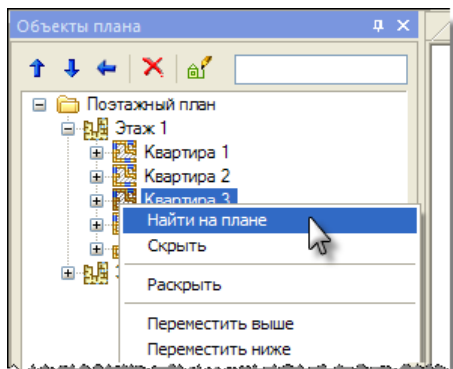 Объекты плана
Поэтажный план
Этаж 1
Квартира 1
Квартира 2
Квартира 3
Найти на плане
Скрыть
Раскрыть
Переместить выше
Переместить ниже